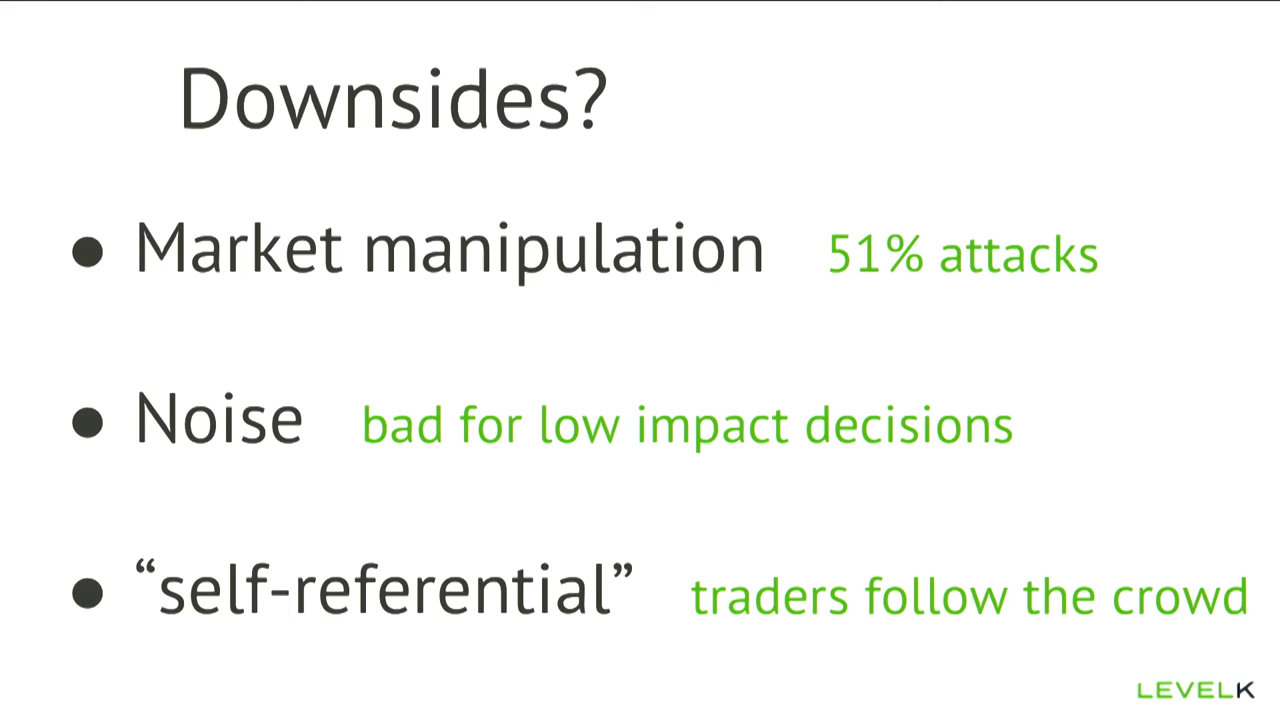 Downsides?
● Market manipulation 51% attacks
● Noise bad for low impact decisions
● “self-referential” traders follow the crowd
LEVELK